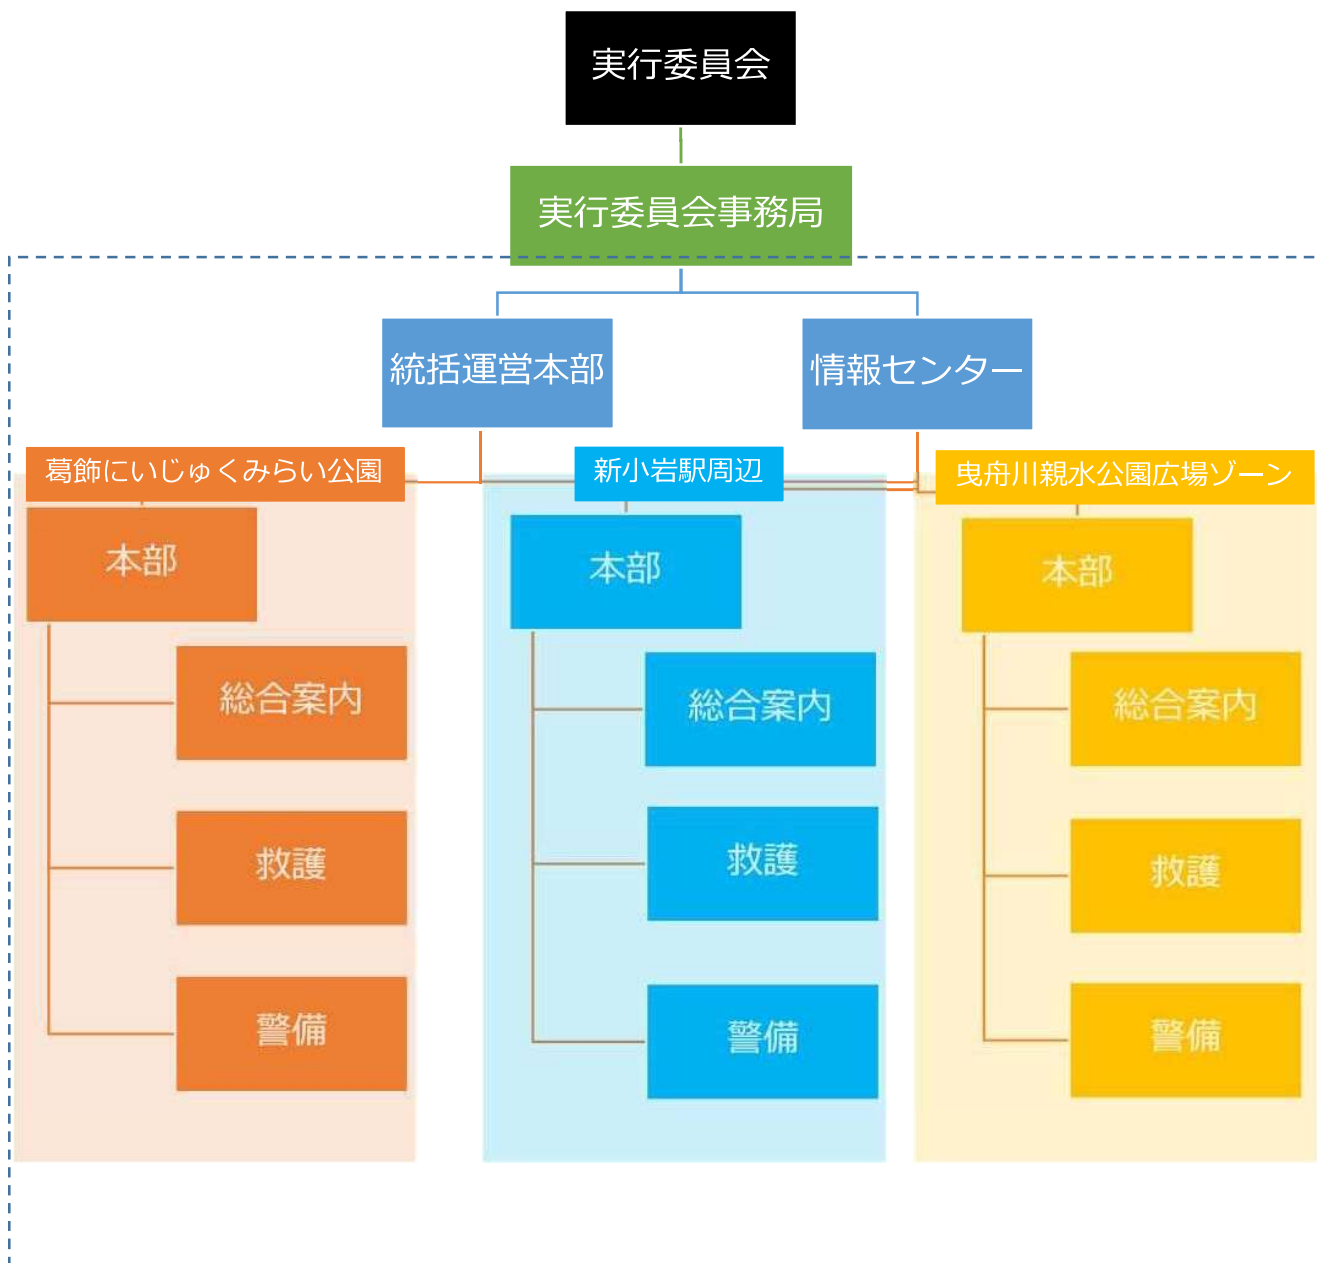 実行委員会
実行委員会事務局
統括運営本部
情報センター
葛飾にいじゅくみらい公園
本部
総合案内
救護
警備
新小岩駅周辺
本部
総合案内
救護
警備
曳舟川親水公園広場ゾーン
本部
総合案内
救護
警備